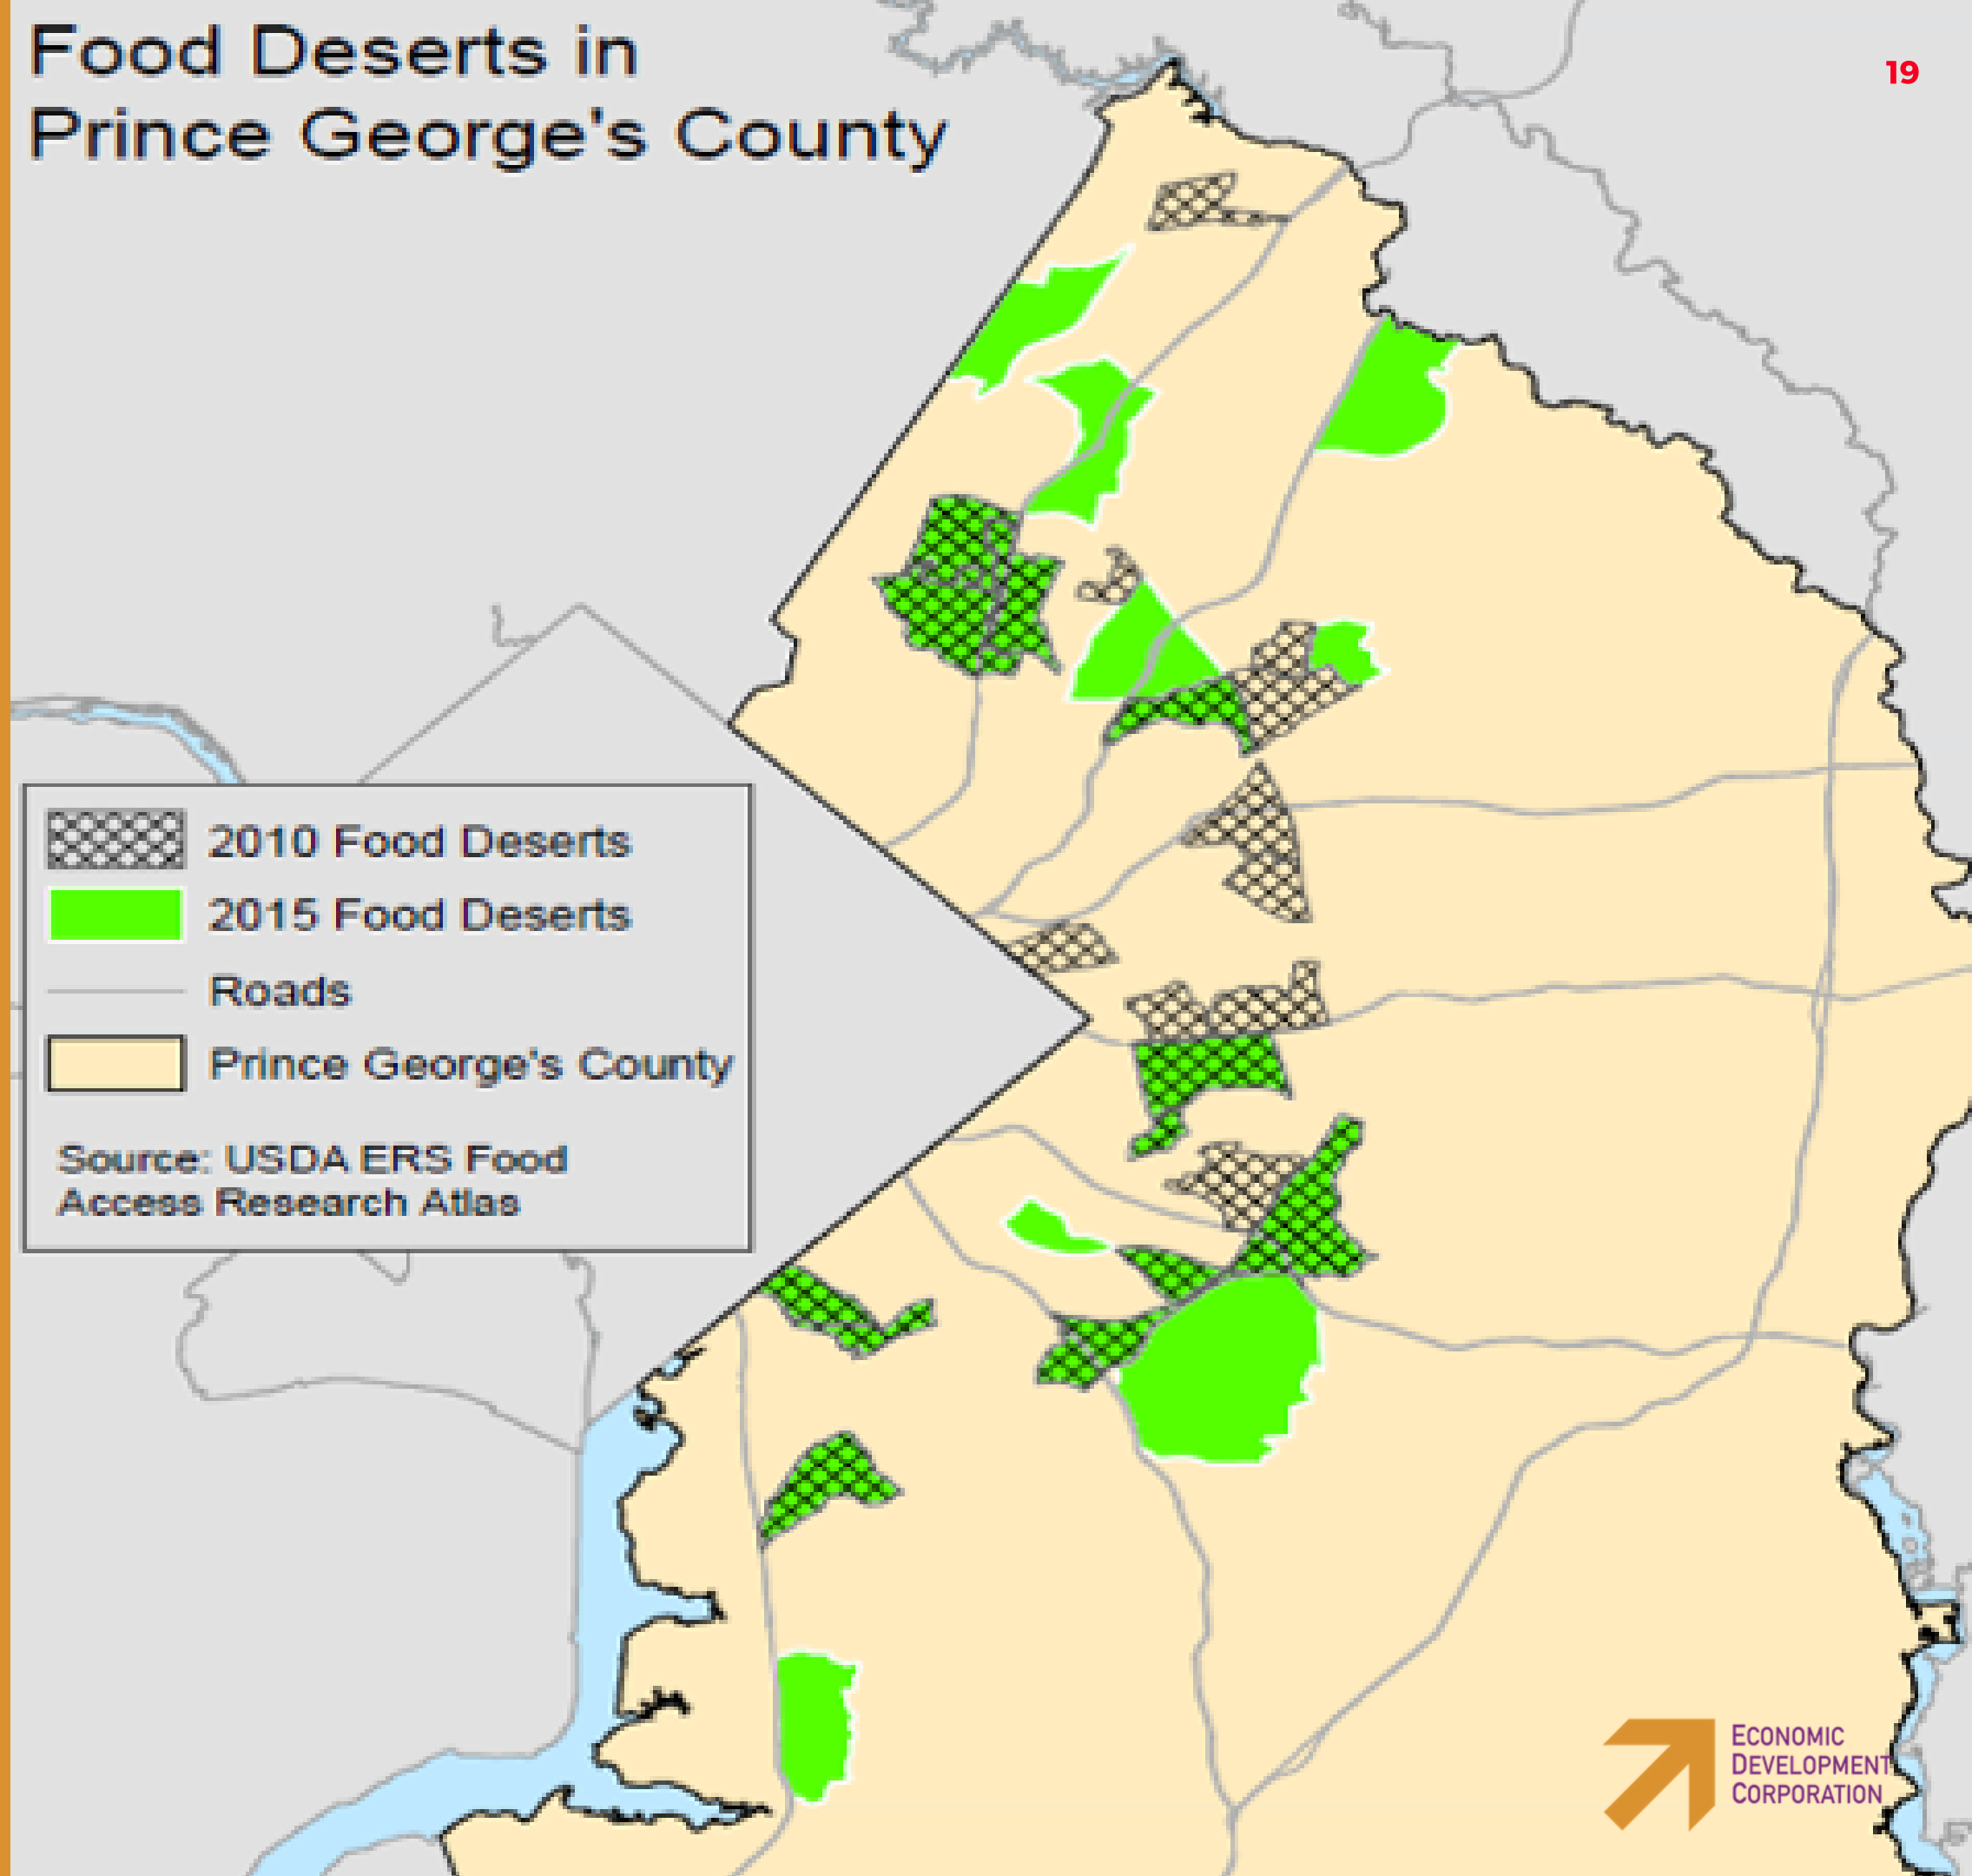 Food Deserts in
Prince George's County
19
2010 Food Deserts
2015 Food Deserts
Roads
Prince George's County
Source: USDA ERS Food
Access Research Atlas
ECONOMIC
DEVELOPMENT
CORPORATION